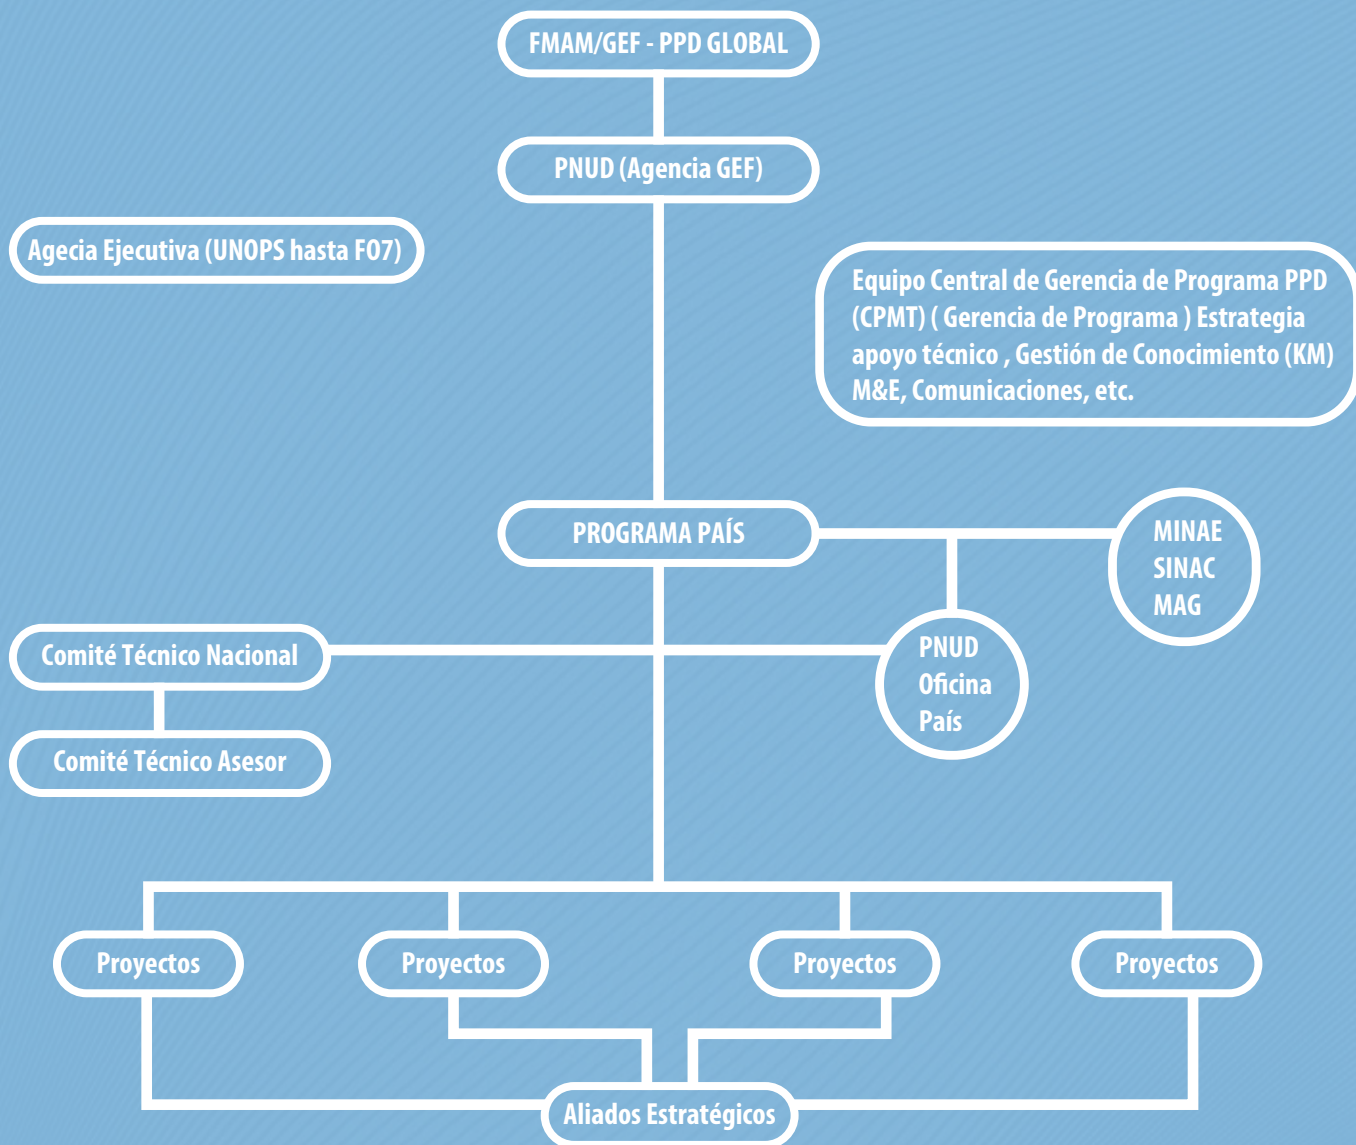 FMAM/GEF - PPD GLOBAL
PNUD (Agencia GEF)
Agecia Ejecutiva (UNOPS hasta FO7)
Equipo Central de Gerencia de Programa PPD
(CPMT) ( Gerencia de Programa ) Estrategia
apoyo técnico , Gestión de Conocimiento (KM)
M&E, Comunicaciones, etc.
PROGRAMA PAÍS
MINAE
SINAC
MAG
Comité Técnico Nacional
PNUD
Oficina
País
Comité Técnico Asesor
Proyectos
Proyectos
Proyectos
Proyectos
Aliados Estratégicos